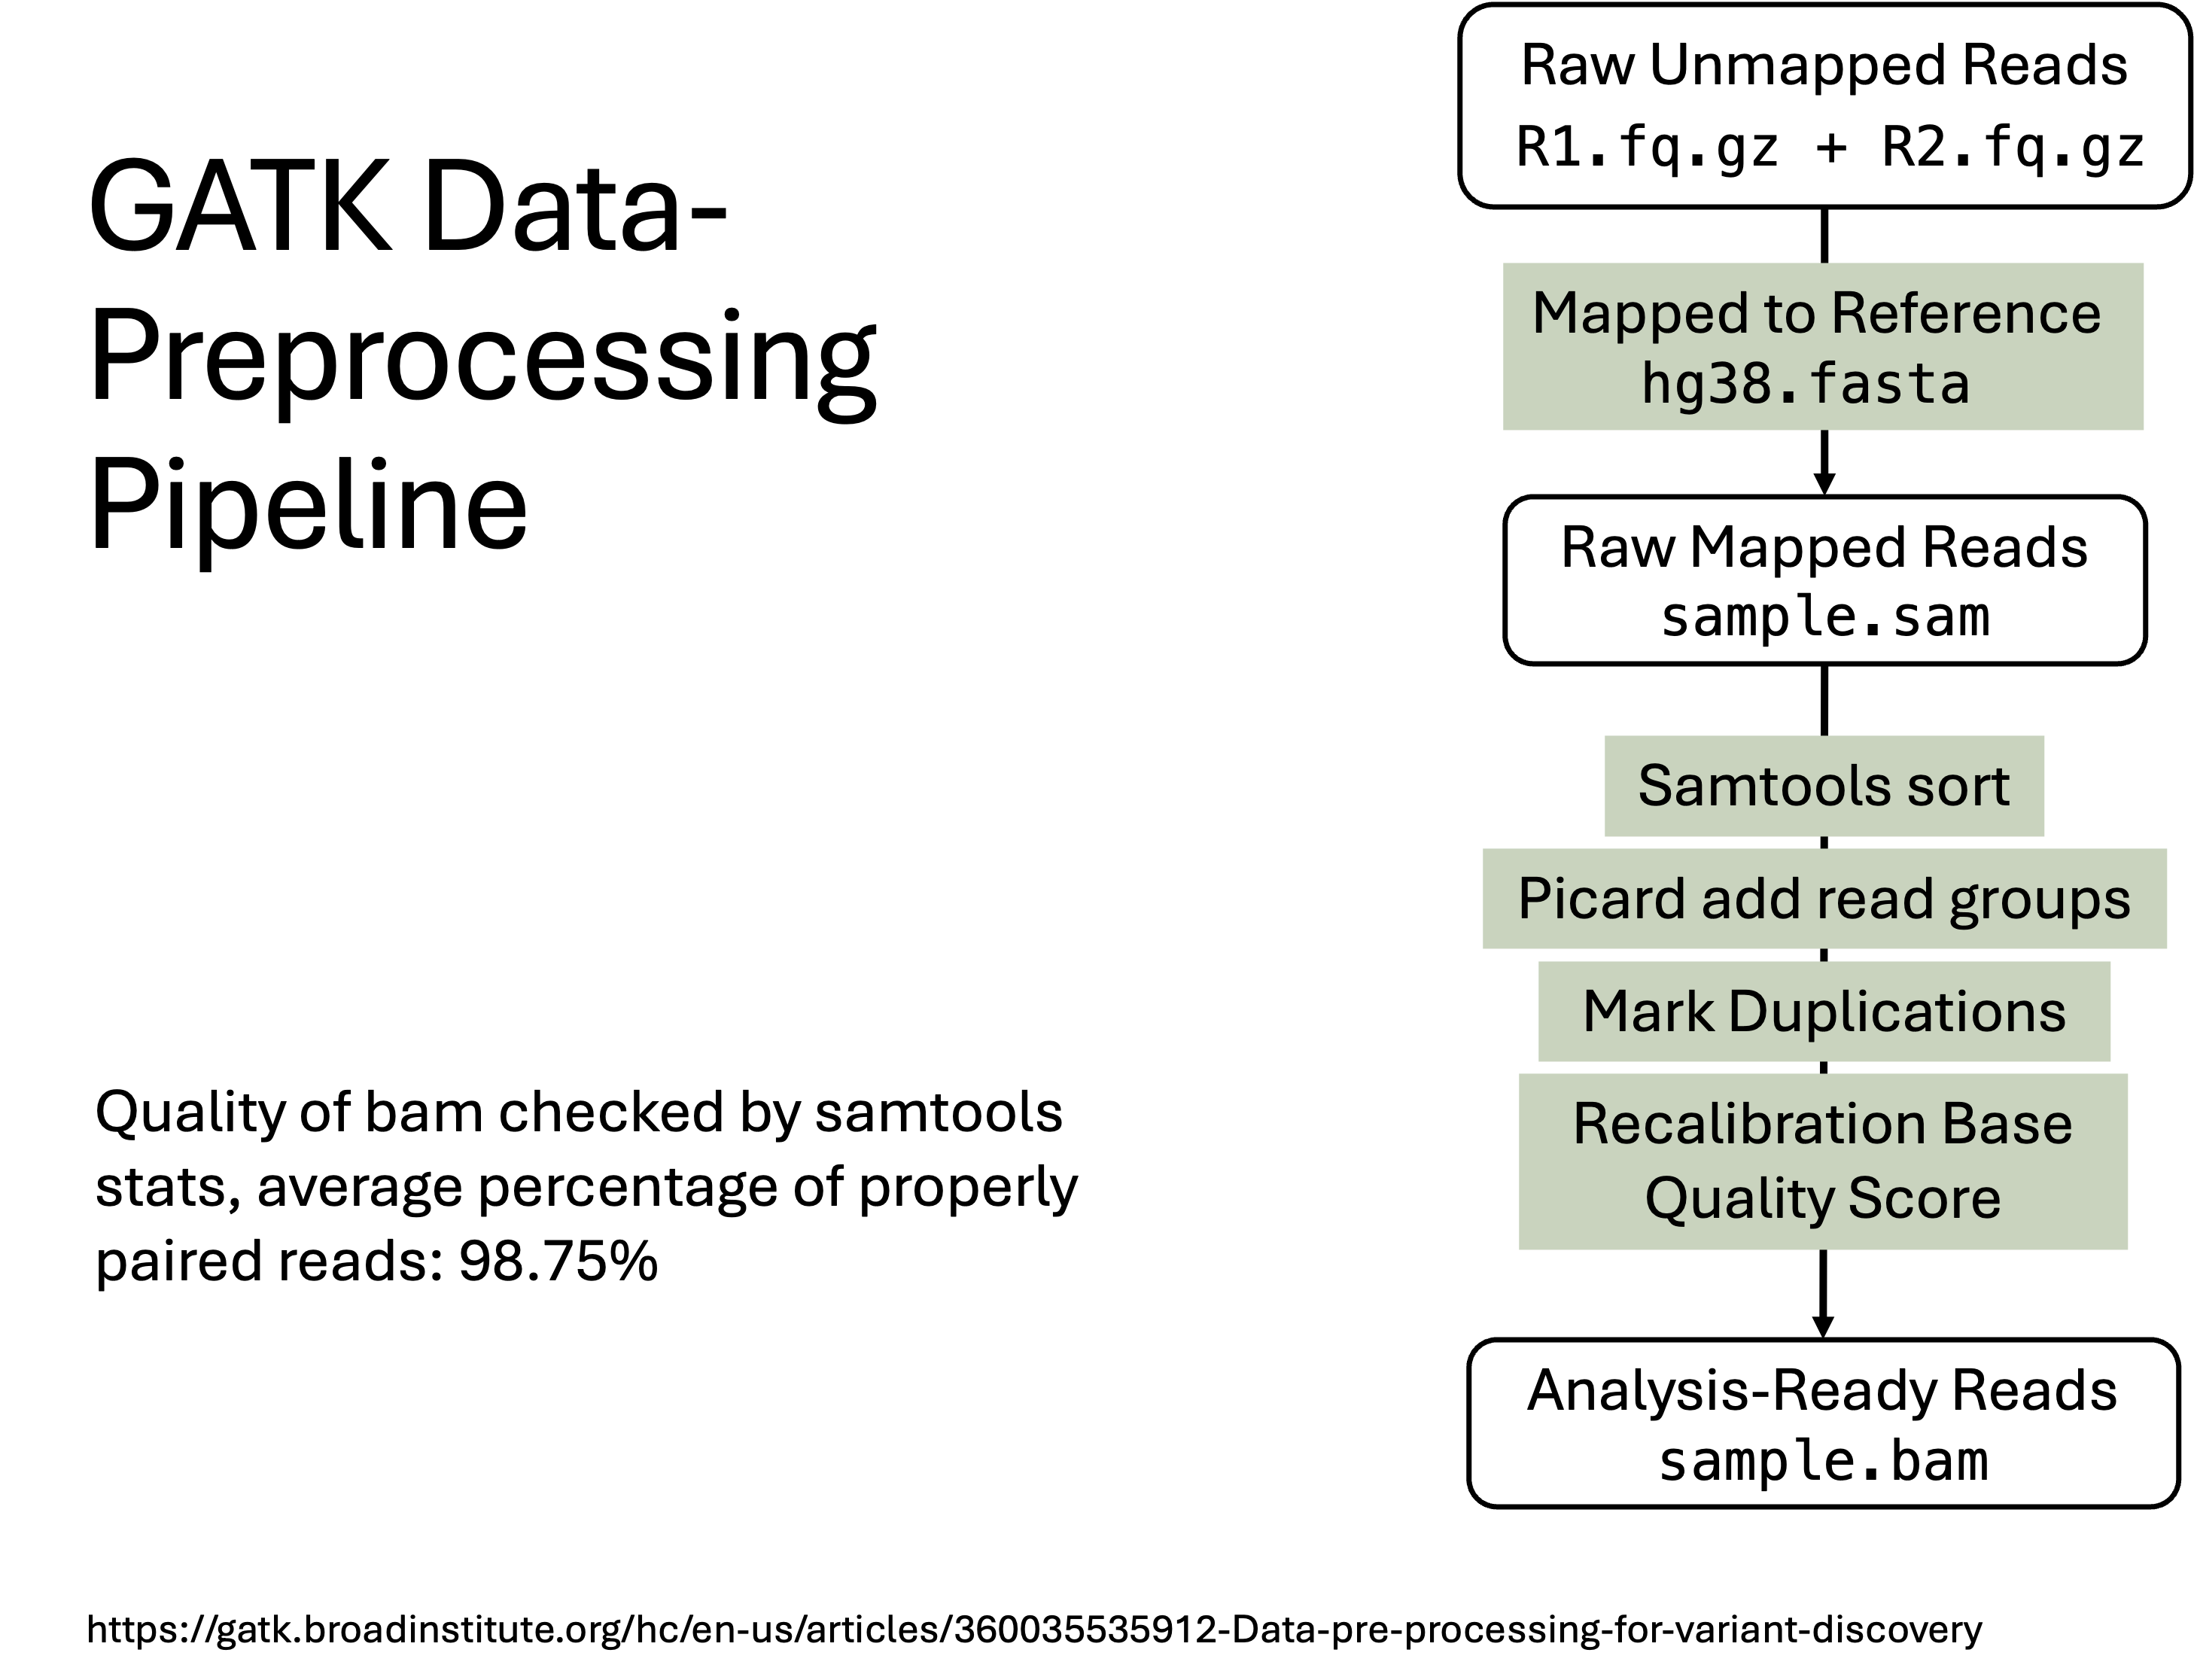 GATK Data-
Preprocessing
Pipeline
Quality of bam checked by samtools
stats, average percentage of properly
paired reads: 98.75%
Raw Unmapped Reads
R1.fq.gz + R2.fq.gz
Mapped to Reference
hg38.fasta
Raw Mapped Reads
sample.sam
Samtools sort
Picard add read groups
Mark Duplications
Recalibration Base
Quality Score
Analysis-Ready Reads
sample.bam
https://gatk.broadinstitute.org/hc/en-us/articles/360035535912-Data-pre-processing-for-variant-discovery